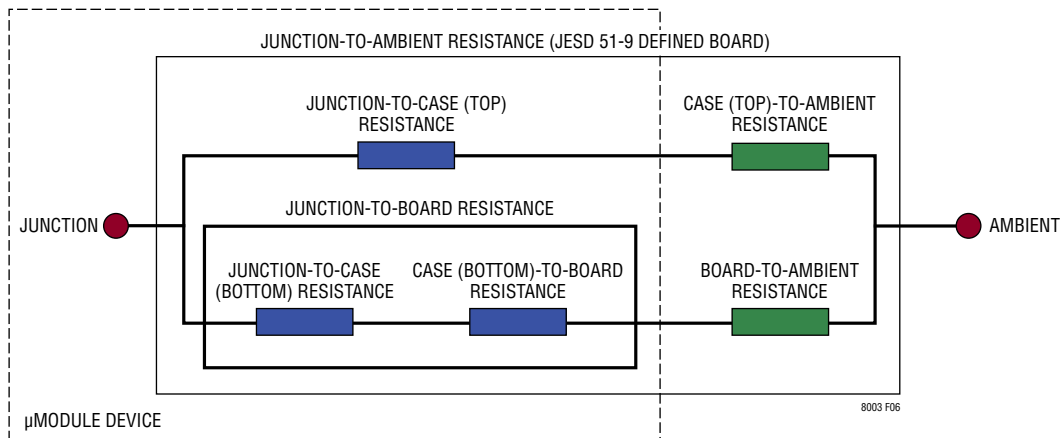 JUNCTION-TO-AMBIENT RESISTANCE (JESD 51-9 DEFINED BOARD)
JUNCTION-TO-CASE (TOP)
RESISTANCE
CASE (TOP)-TO-AMBIENT
RESISTANCE
JUNCTION
JUNCTION-TO-BOARD RESISTANCE
AMBIENT
JUNCTION-TO-CASE
(BOTTOM) RESISTANCE
CASE (BOTTOM)-TO-BOARD
RESISTANCE
BOARD-TO-AMBIENT
RESISTANCE
8003 F06
µMODULE DEVICE